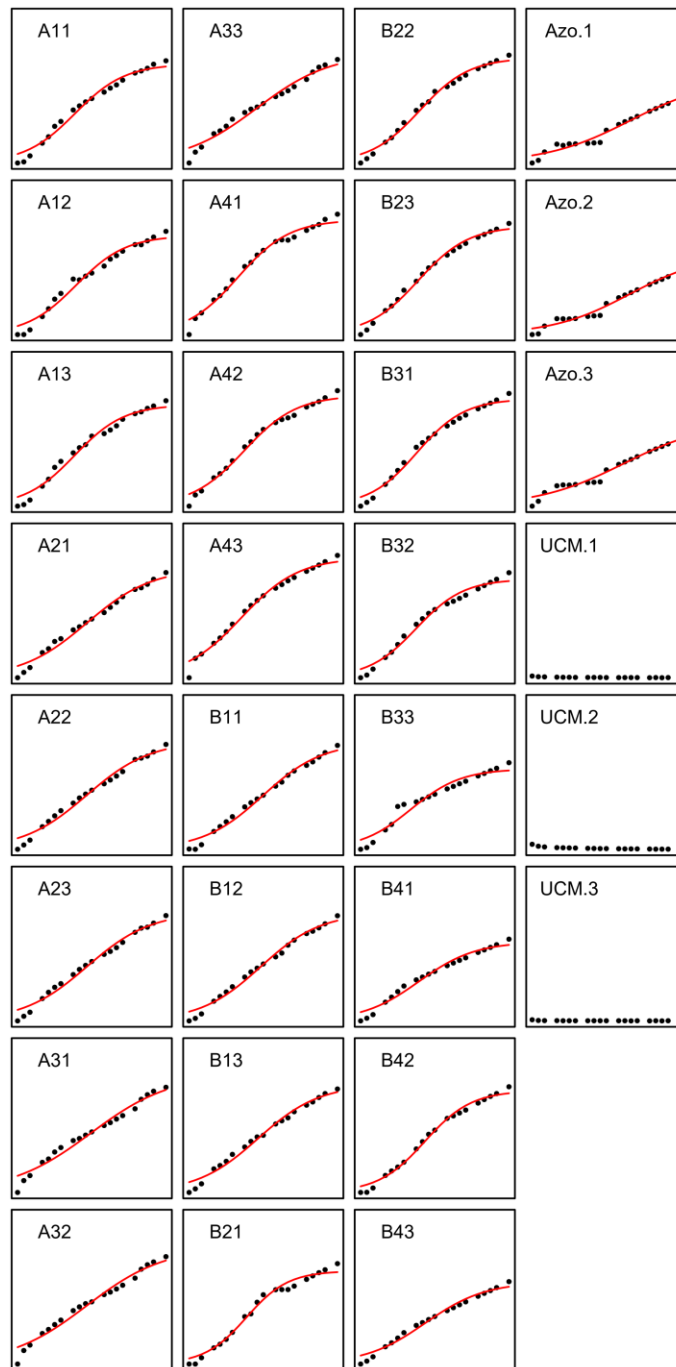 A11 A33 B22 Azo.1
A12 A41 B23 Azo.2
A13 A42 B31 Azo.3
A21 A43 B32 UCM.1
A22 B11 B33 UCM.2
A23 B12 B41 UCM.3
A31 B13 B42
A32 B21 B43